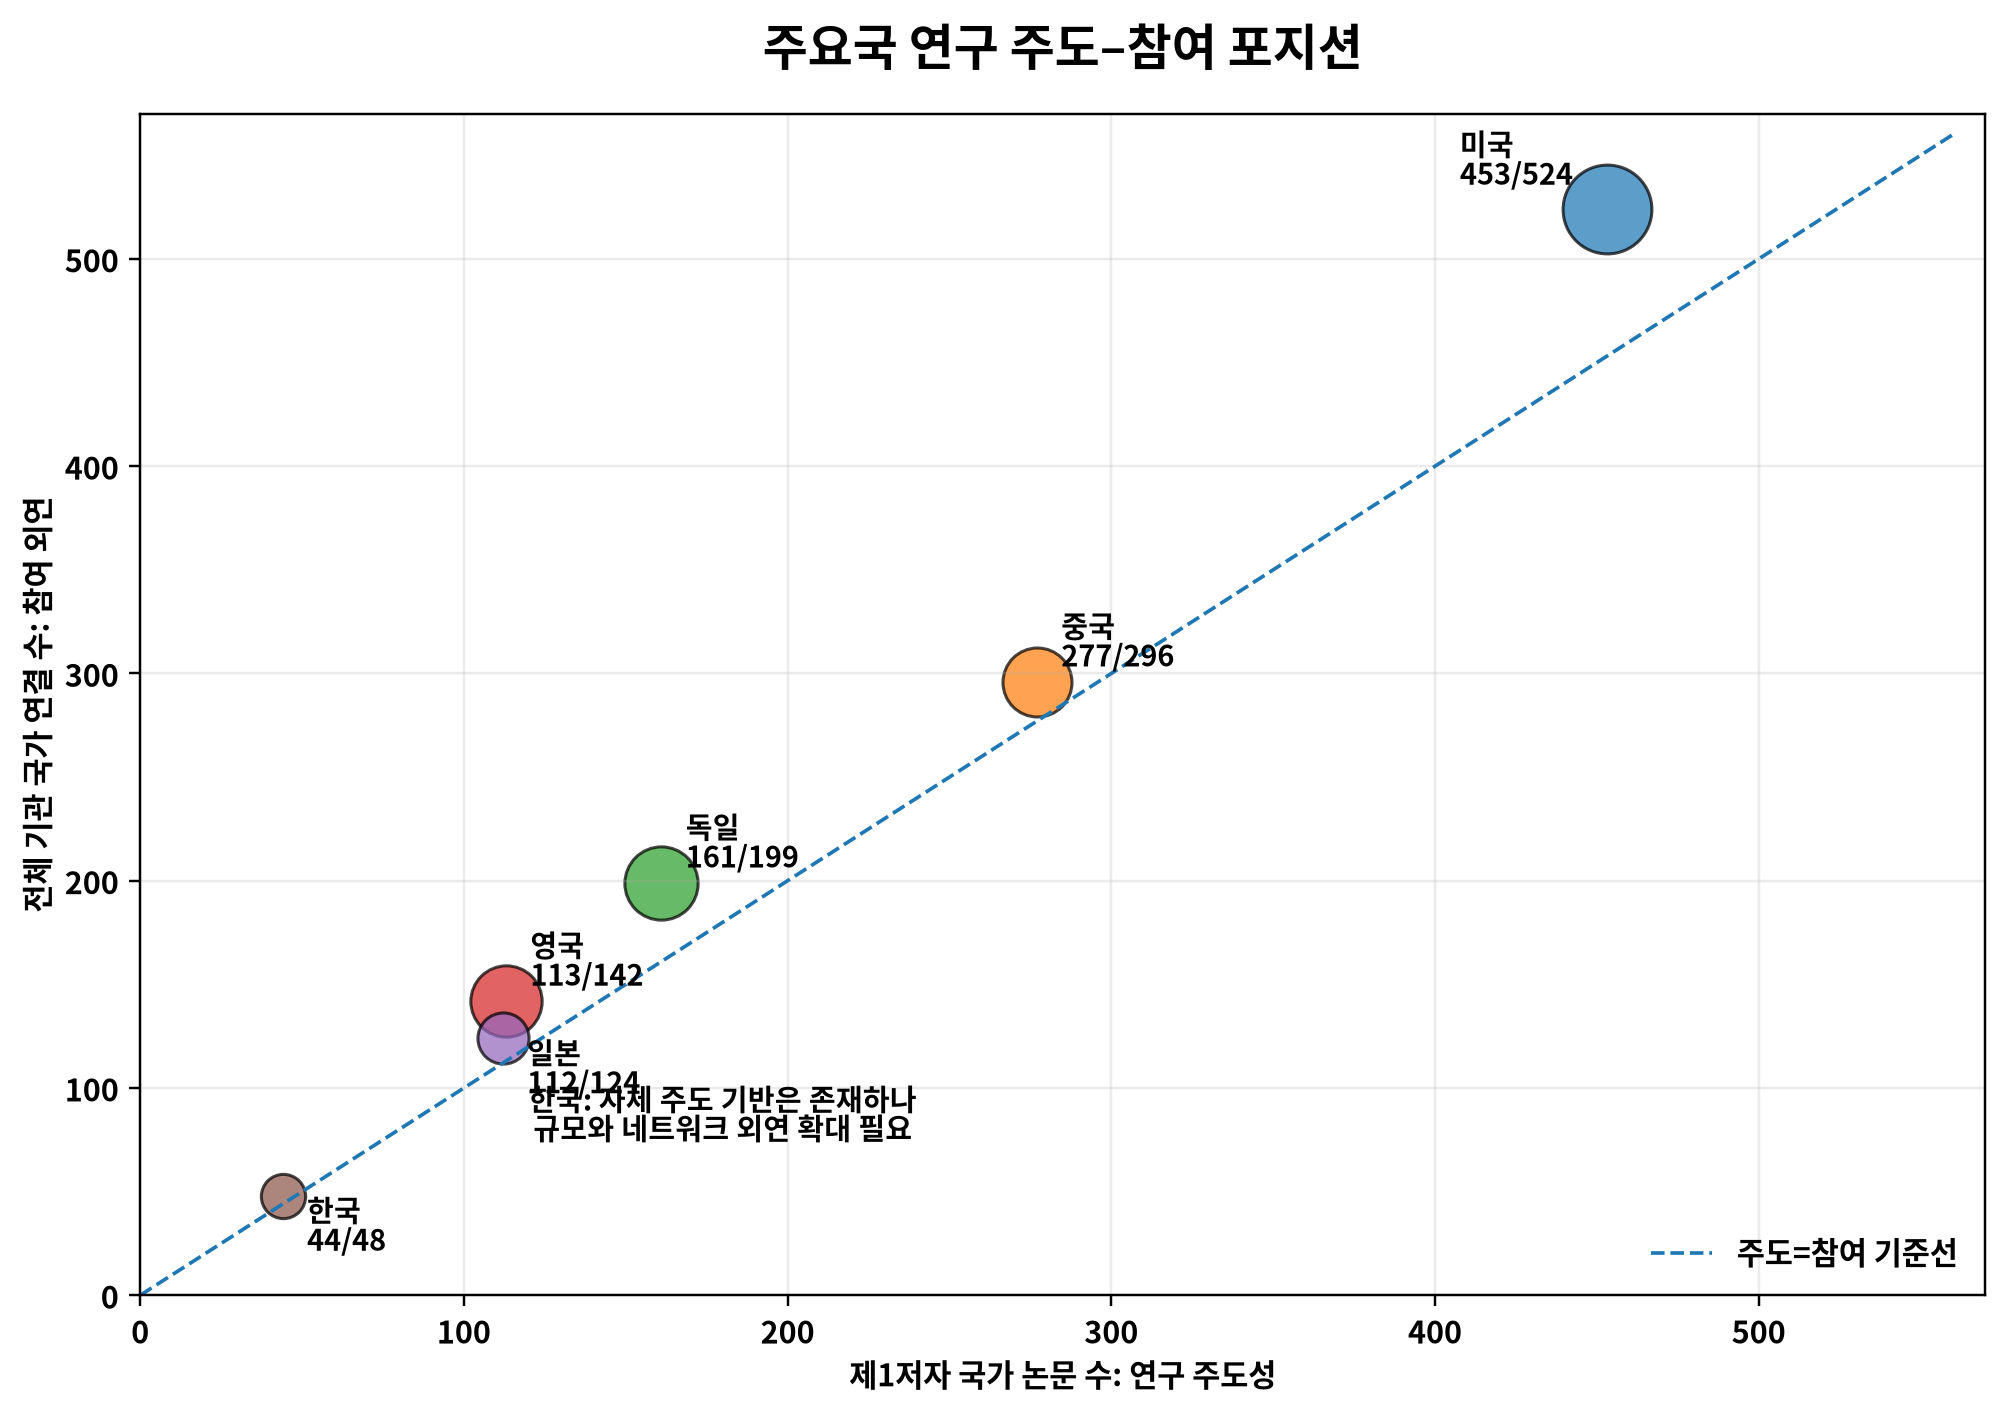 주요국 연구 주도–참여 포지션
전체 기관 국가 연결 수: 참여 외연
500
400
300
200
100
0
미국
453/524
중국
277/296
독일
161/199
영국
113/142
일본
112/124
한국: 자체 주도 기반은 존재하나
규모와 네트워크 외연 확대 필요
한국
44/48
주도=참여 기준선
0
100
200
300
400
500
제1저자 국가 논문 수: 연구 주도성